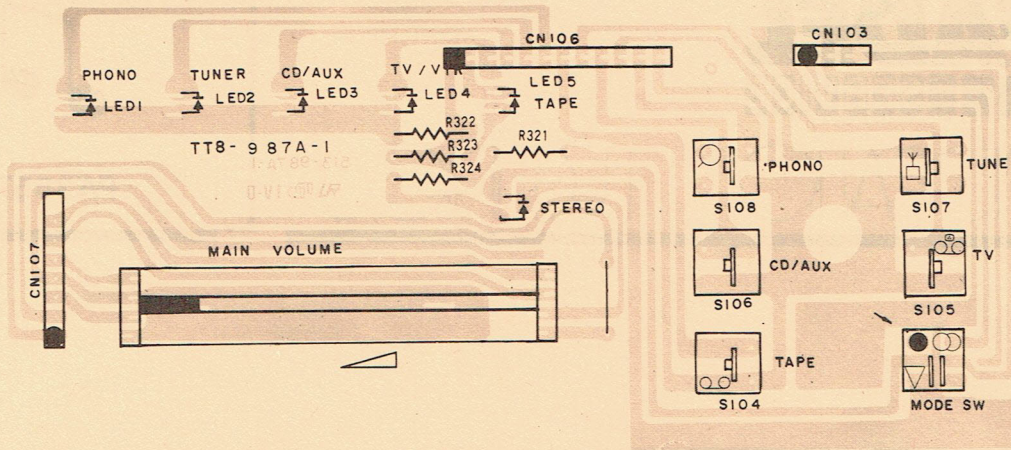 CN106
CN103
PHONO
LED1
TUNER
LED2
CD/AUX
LED3
TV/VTR
LED4
LED5
TAPE
R322
R323
R324
R321
TT8-987A-1
STEREO
PHONO
S108
TUNE
S107
CN107
MAIN VOLUME
CD/AUX
S106
TV
S105
TAPE
S104
MODE SW